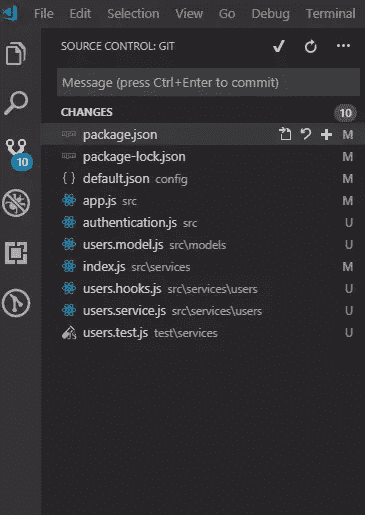 File Edit Selection View Go Debug Terminal
SOURCE CONTROL: GIT
Message (press Ctrl+Enter to commit)
CHANGES 10
package.json M
10
package-lock.json M
{ } default.json config M
app.js src M
authentication.js src U
users.model.js src\models U
index.js src\services M
users.hooks.js src\services\users U
users.service.js src\services\users U
users.test.js test\services U